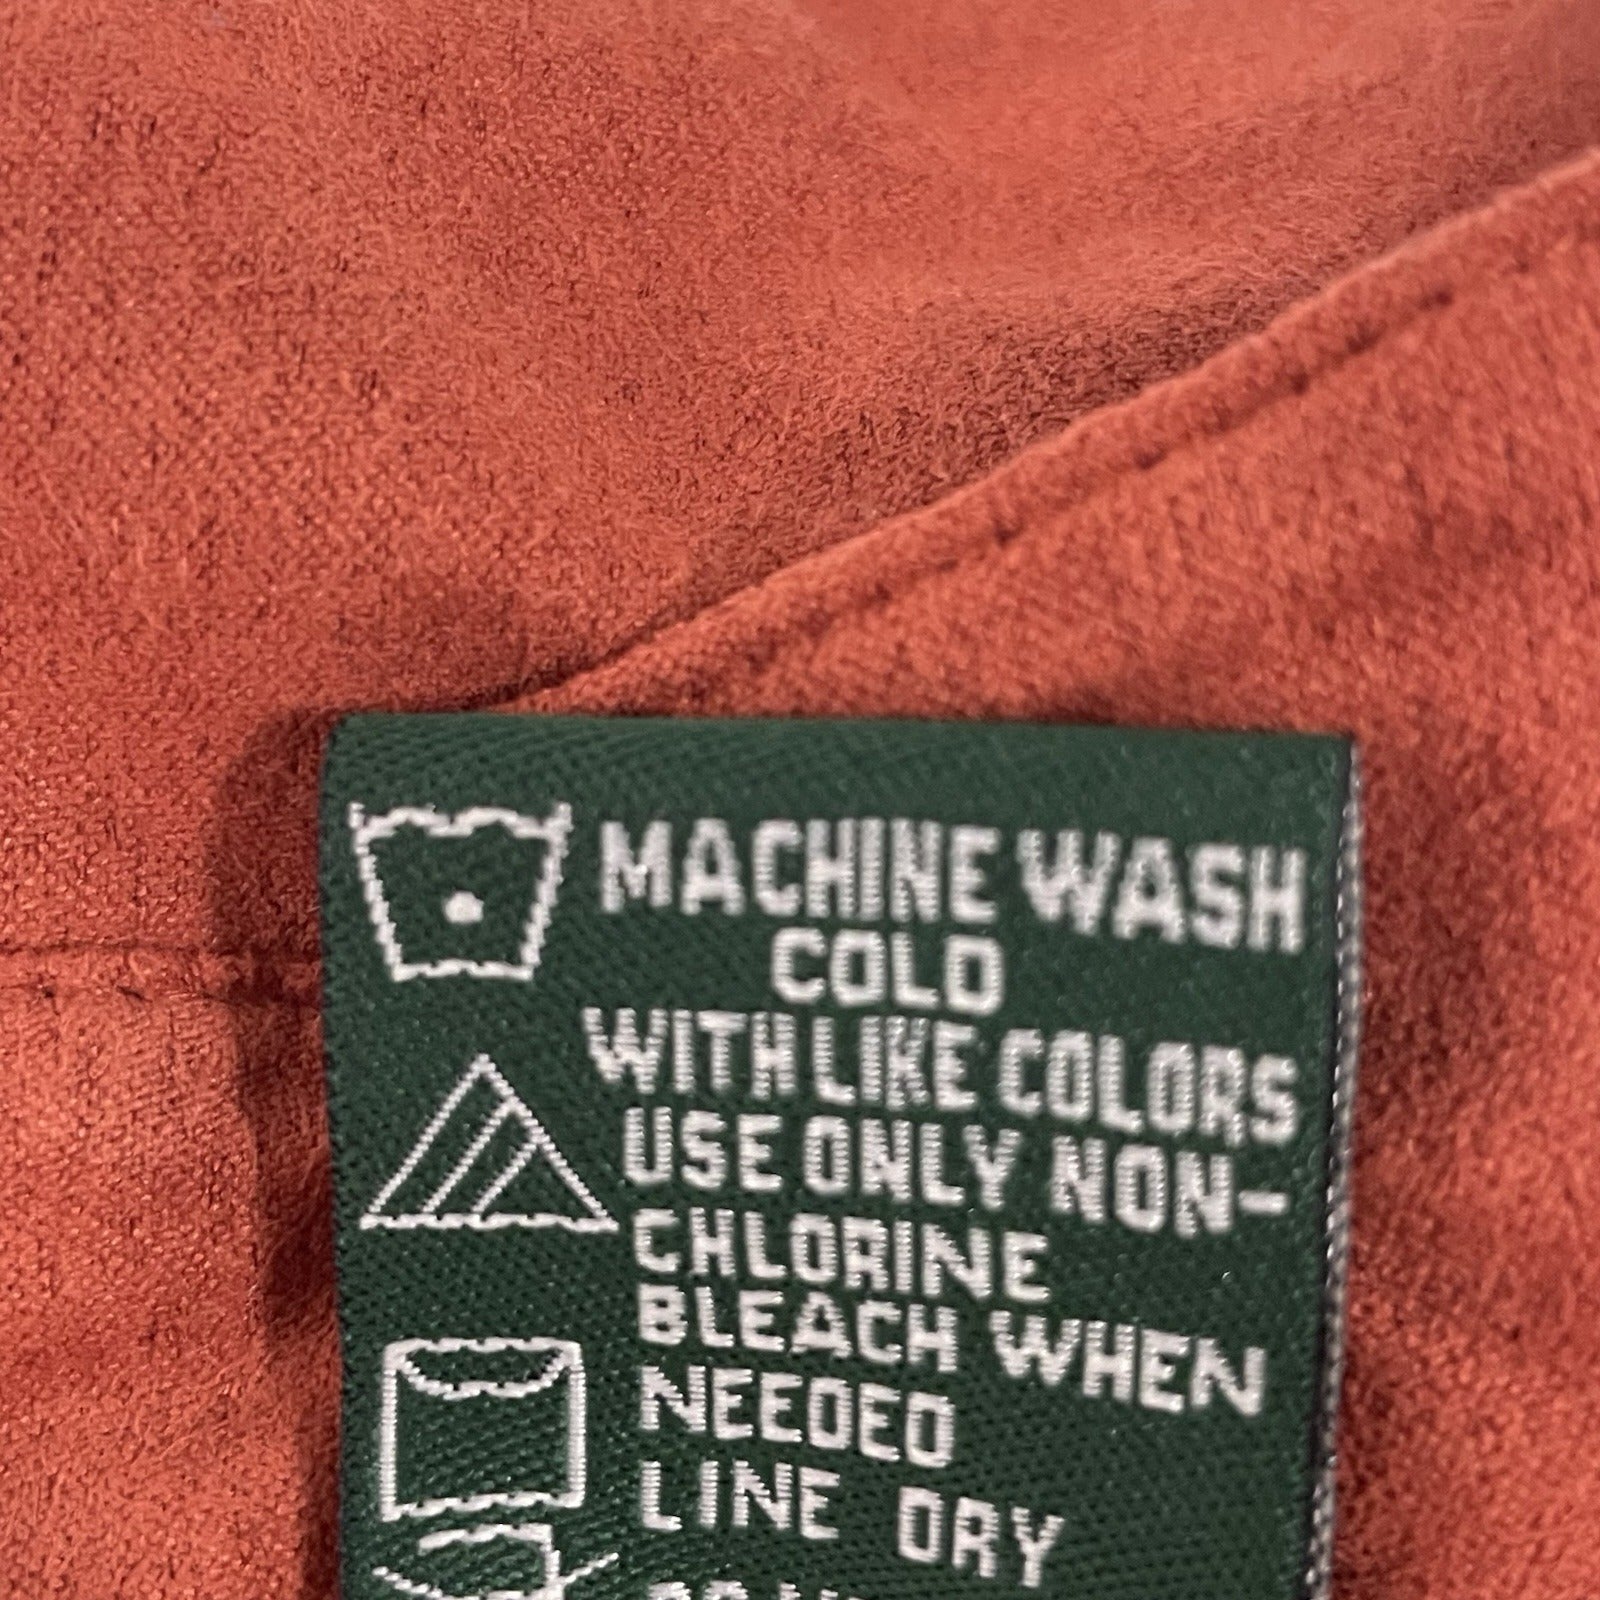 MACHINE WASH
COLD
WITH LIKE COLORS
USE ONLY NON-
CHLORINE
BLEACH WHEN
NEEDED
LINE DRY